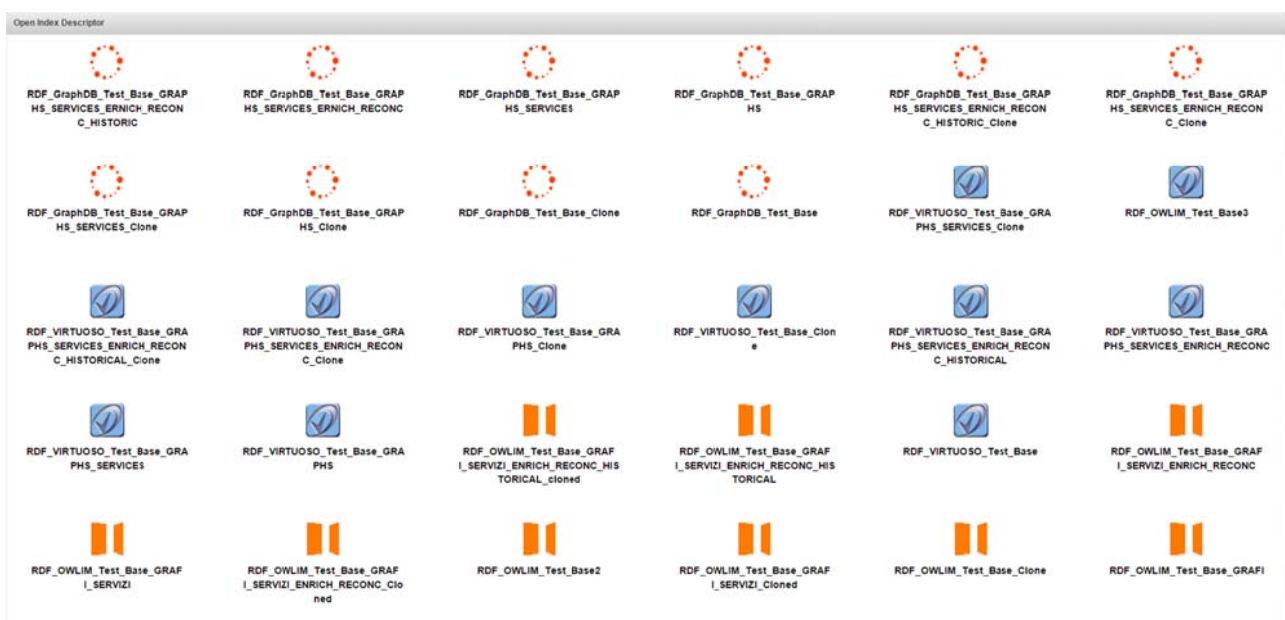 Open Index Descriptor
RDF_GraphDB_Test_Base_GRAP
HS_SERVICES_ERNICH_RECON
C_HISTORIC
RDF_GraphDB_Test_Base_GRAP
HS_SERVICES_ERNICH_RECONC
RDF_GraphDB_Test_Base_GRAP
HS_SERVICES
RDF_GraphDB_Test_Base_GRAP
HS
RDF_GraphDB_Test_Base_GRAP
HS_SERVICES_ERNICH_RECON
C_HISTORIC_Clone
RDF_GraphDB_Test_Base_GRAP
HS_SERVICES_ERNICH_RECON
C_Clone
RDF_GraphDB_Test_Base_GRAP
HS_SERVICES_Clone
RDF_GraphDB_Test_Base_GRAP
HS_Clone
RDF_GraphDB_Test_Base_Clone
RDF_GraphDB_Test_Base
RDF_VIRTUOSO_Test_Base_GRA
PHS_SERVICES_Clone
RDF_OWLIM_Test_Base3
RDF_VIRTUOSO_Test_Base_GRA
PHS_SERVICES_ENRICH_RECON
C_HISTORICAL_Clone
RDF_VIRTUOSO_Test_Base_GRA
PHS_SERVICES_ENRICH_RECON
C_Clone
RDF_VIRTUOSO_Test_Base_GRA
PHS_Clone
RDF_VIRTUOSO_Test_Base_Clon
e
RDF_VIRTUOSO_Test_Base_GRA
PHS_SERVICES_ENRICH_RECON
C_HISTORICAL
RDF_VIRTUOSO_Test_Base_GRA
PHS_SERVICES_ENRICH_RECONC
RDF_VIRTUOSO_Test_Base_GRA
PHS_SERVICES
RDF_VIRTUOSO_Test_Base_GRA
PHS
RDF_OWLIM_Test_Base_GRAF
I_SERVIZI_ENRICH_RECONC_HIS
TORICAL_cloned
RDF_OWLIM_Test_Base_GRAF
I_SERVIZI_ENRICH_RECONC_HIS
TORICAL
RDF_VIRTUOSO_Test_Base
RDF_OWLIM_Test_Base_GRAF
I_SERVIZI_ENRICH_RECONC
RDF_OWLIM_Test_Base_GRAF
I_SERVIZI
RDF_OWLIM_Test_Base_GRAF
I_SERVIZI_ENRICH_RECONC_Clo
ned
RDF_OWLIM_Test_Base2
RDF_OWLIM_Test_Base_GRAF
I_SERVIZI_Cloned
RDF_OWLIM_Test_Base_Clone
RDF_OWLIM_Test_Base_GRAFI